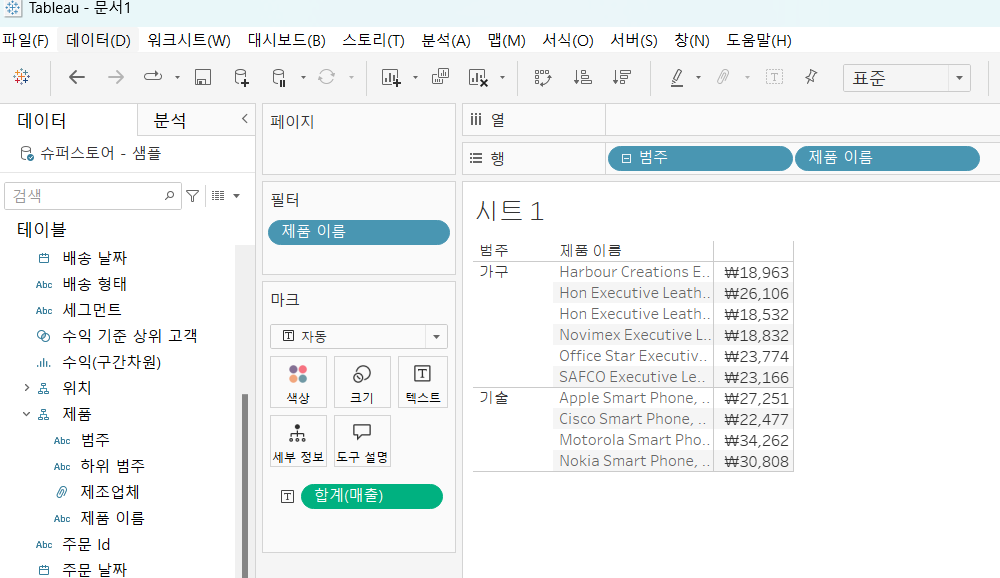 Tableau - 문서1
파일(F) 데이터(D) 워크시트(W) 대시보드(B) 스토리(T) 분석(A) 맵(M) 서식(O) 서버(S) 창(N) 도움말(H)
표준
데이터 분석
슈퍼스토어 - 샘플
검색
테이블
배송 날짜
Abc 배송 형태
Abc 세그먼트
수익 기준 상위 고객
수익(구간차원)
위치
제품
Abc 범주
Abc 하위 범주
제조업체
Abc 제품 이름
Abc 주문 Id
주문 날짜
페이지
필터
제품 이름
마크
자동
색상 크기 텍스트
세부 정보 도구 설명
합계(매출)
열
행 범주 제품 이름
시트 1
범주 제품 이름
가구 Harbour Creations E.. ₩18,963
Hon Executive Leath.. ₩26,106
Hon Executive Leath.. ₩18,532
Novimex Executive L.. ₩18,832
Office Star Executiv.. ₩23,774
SAFCO Executive Le.. ₩23,166
기술 Apple Smart Phone, .. ₩27,251
Cisco Smart Phone, .. ₩22,477
Motorola Smart Pho.. ₩34,262
Nokia Smart Phone, .. ₩30,808